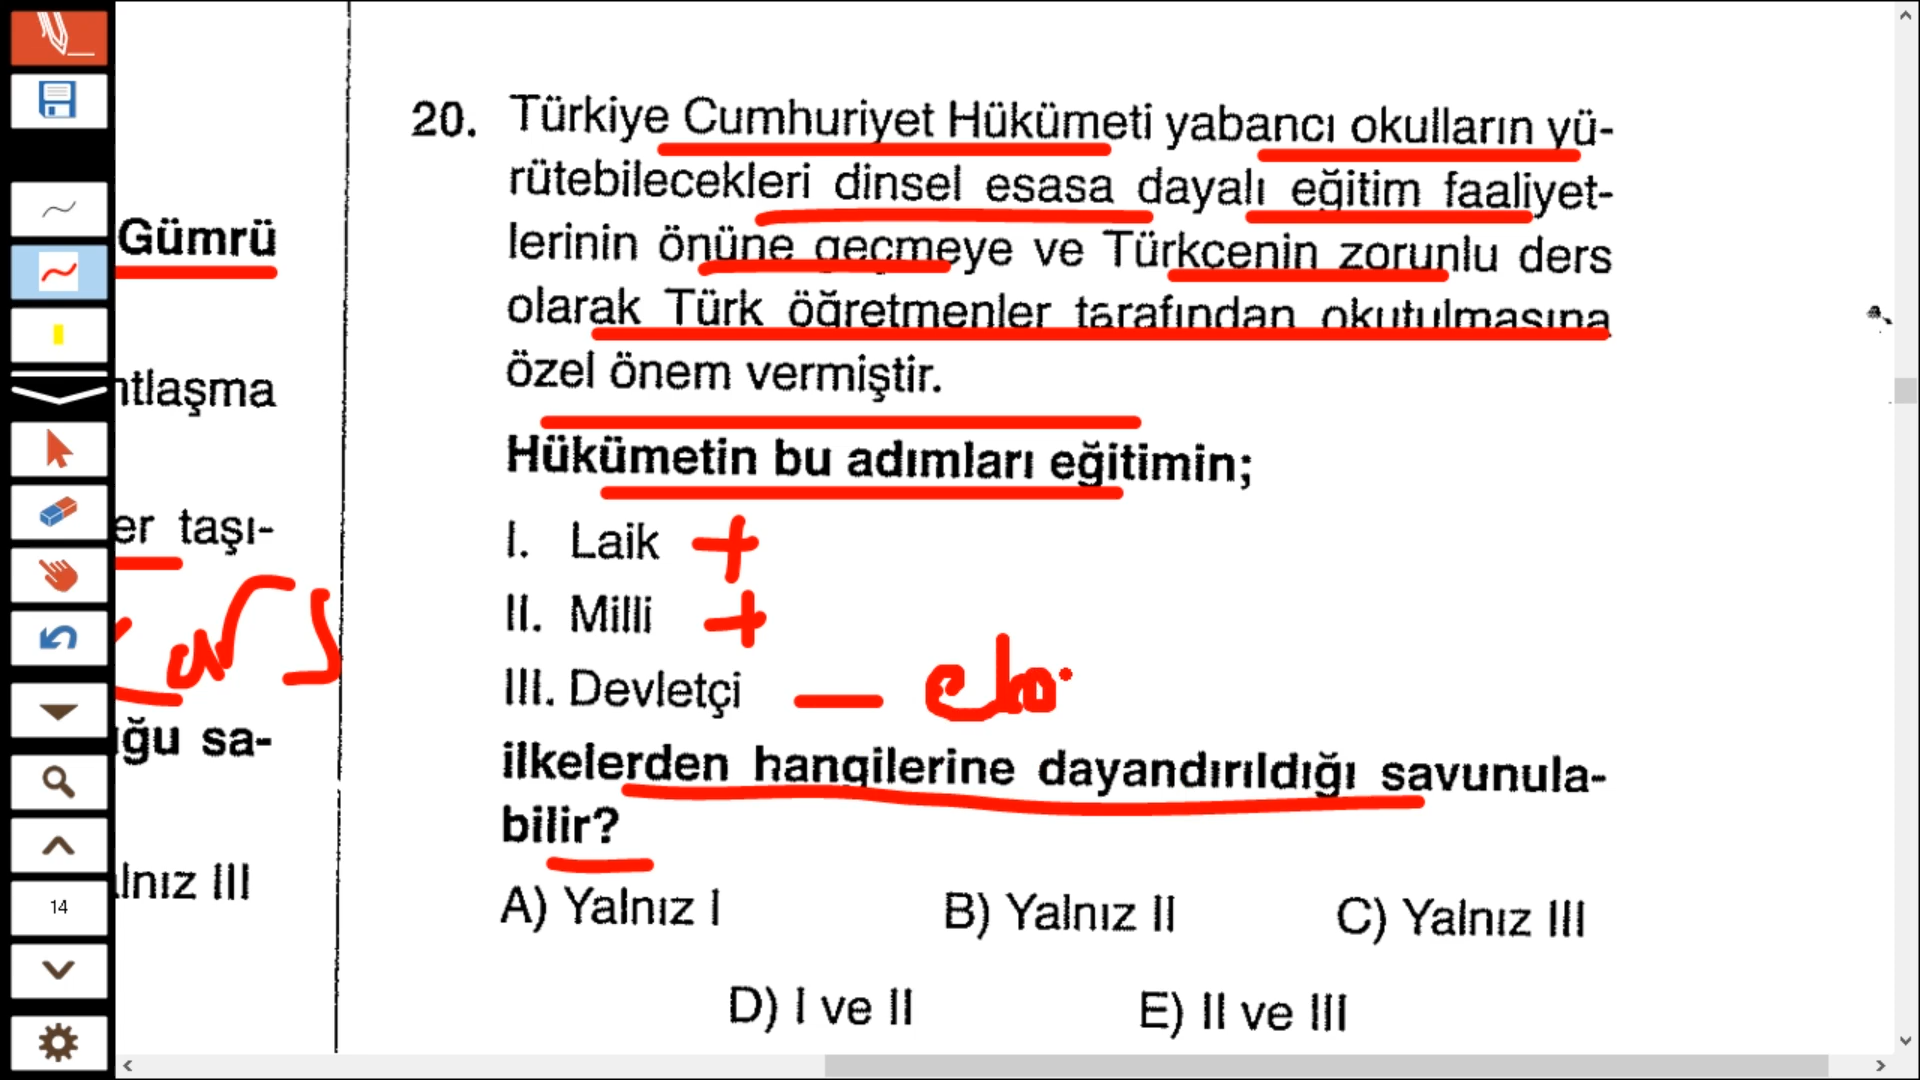 Gümrü
ntlaşma
er taşı-
ğu sa-
lnız III
14
20. Türkiye Cumhuriyet Hükümeti yabancı okulların yü-
rütebilecekleri dinsel esasa dayalı eğitim faaliyet-
lerinin önüne geçmeye ve Türkçenin zorunlu ders
olarak Türk öğretmenler tarafından okutulmasına
özel önem vermiştir.
Hükümetin bu adımları eğitimin;
I. Laik +
II. Milli +
III. Devletçi —
ilkelerden hangilerine dayandırıldığı savunula-
bilir?
A) Yalnız I B) Yalnız II C) Yalnız III
D) I ve II E) II ve III